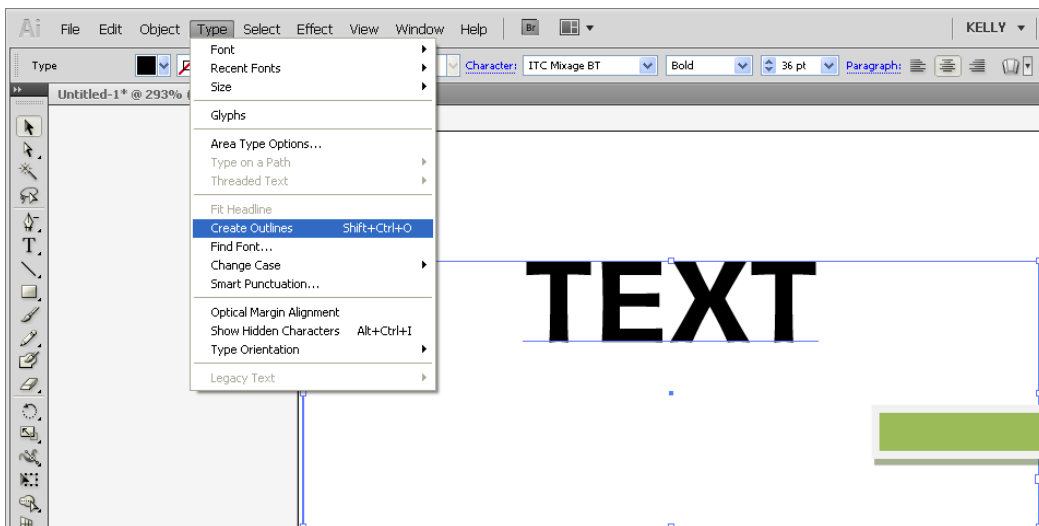 Ai File Edit Object Type Select Effect View Window Help Br KELLY
Type Character: ITC Mixage BT Bold 36 pt Paragraph:
Untitled-1* @ 293% (
Font
Recent Fonts
Size
Glyphs
Area Type Options...
Type on a Path
Threaded Text
Fit Headline
Create Outlines Shift+Ctrl+O
Find Font...
Change Case
Smart Punctuation...
Optical Margin Alignment
Show Hidden Characters Alt+Ctrl+I
Type Orientation
Legacy Text
T
TEXT